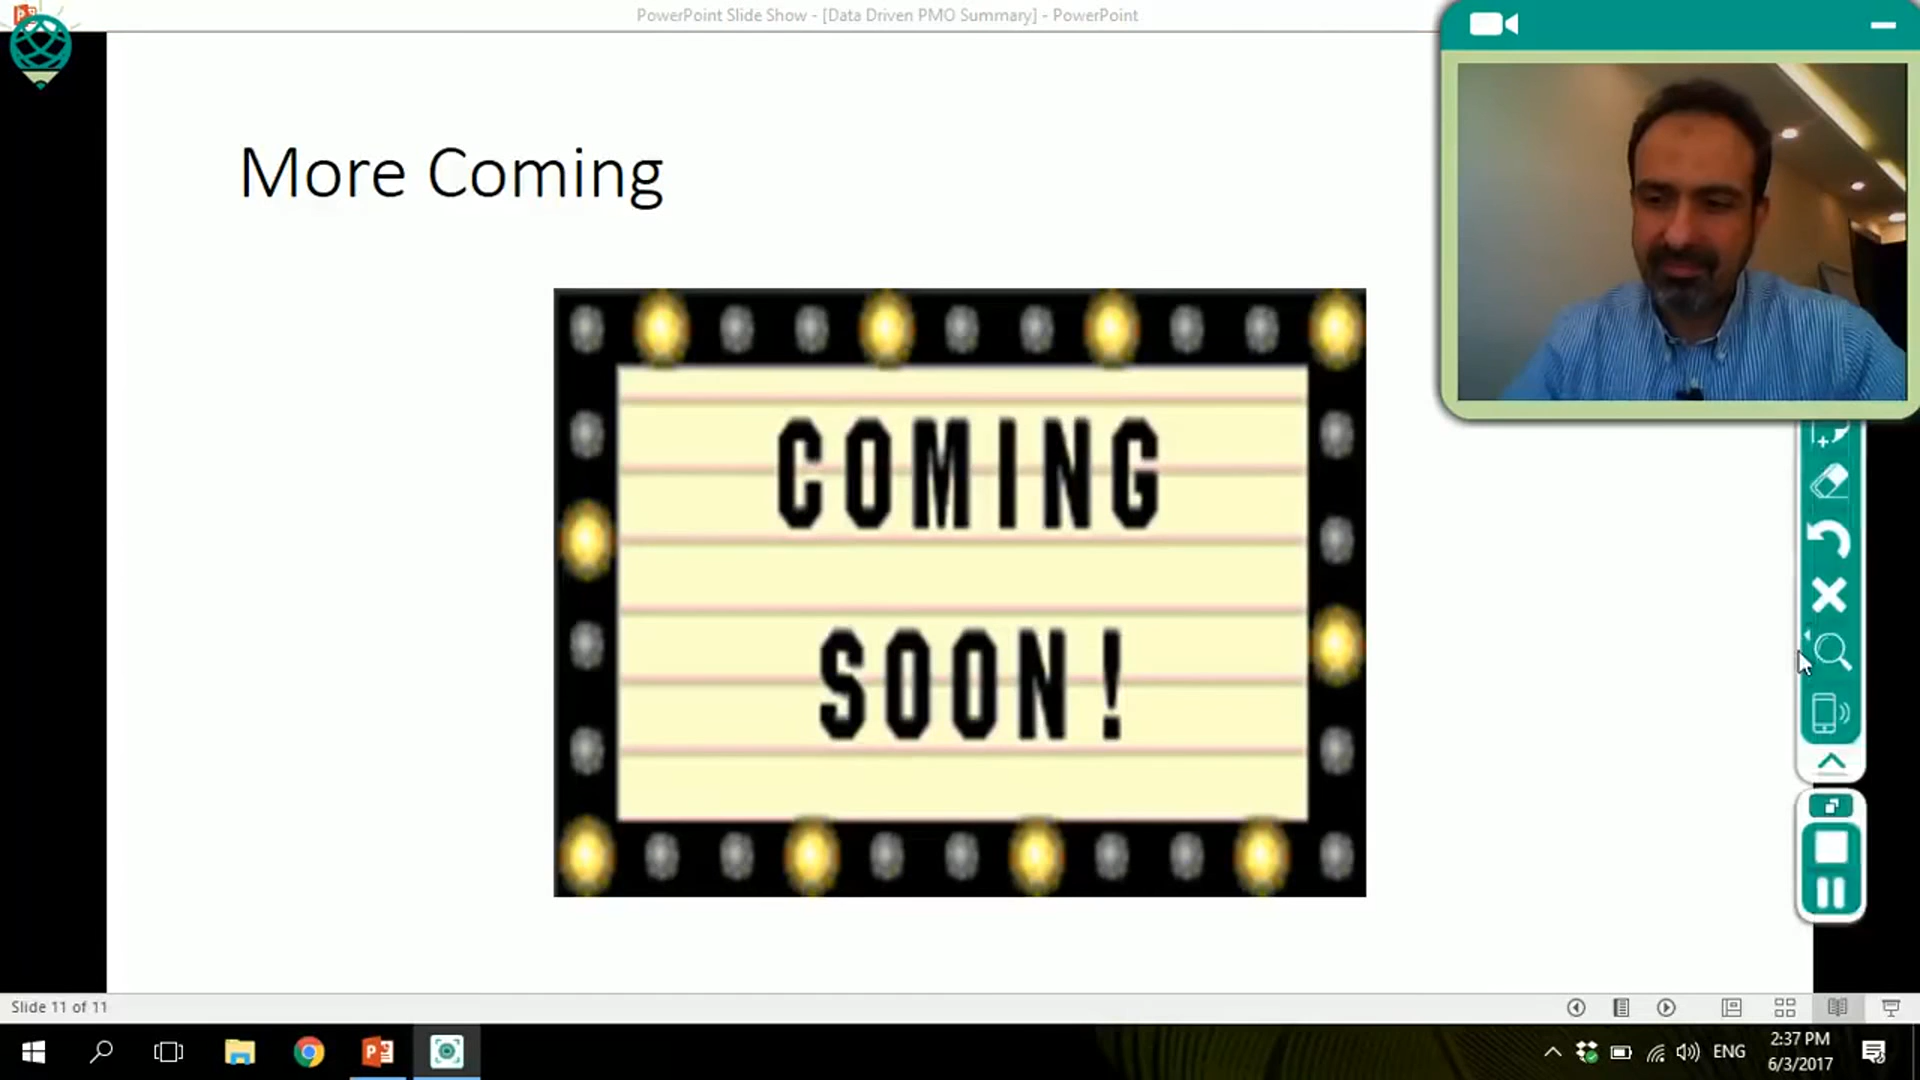 PowerPoint Slide Show - [Data Driven PMO Summary] - PowerPoint
More Coming
COMING
SOON!
Slide 11 of 11
ENG
2:37 PM
6/3/2017